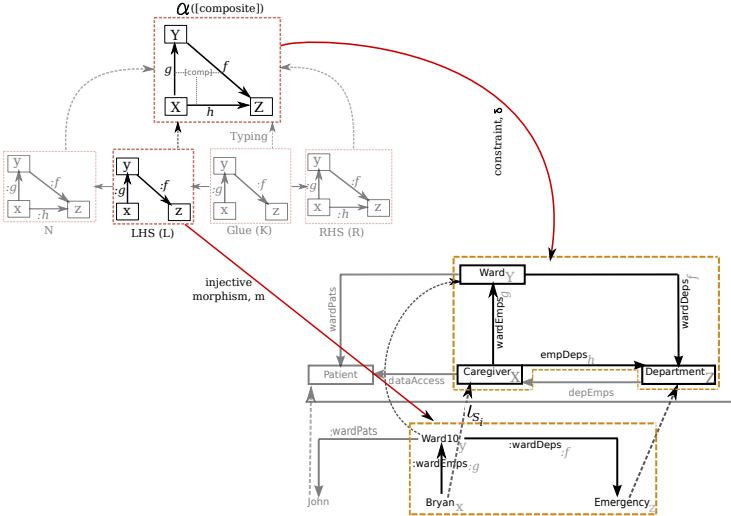 α([composite])
Y
g
f
[comp]
X
h
Z
Typing
y
:f
:g
x
:h
z
N
y
:f
:g
x
z
LHS (L)
y
:f
:g
x
z
Glue (K)
y
:f
:g
x
:h
z
RHS (R)
constraint, δ
injective
morphism, m
Ward Y
wardPats
wardEmps g
wardDeps f
empDeps h
Patient
dataAccess
Caregiver X
Department Z
depEmps
lSi
:wardPats
Ward10 y
:wardDeps :f
:wardEmps :g
John
Bryan x
Emergency z